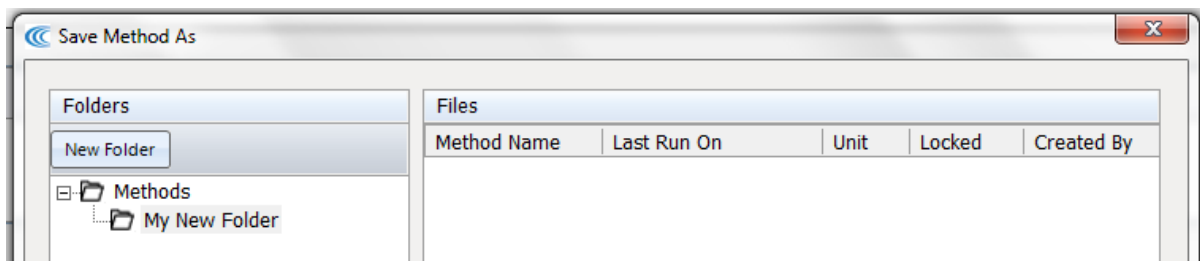 Save Method As
Folders
New Folder
Methods
My New Folder
Files
Method Name Last Run On Unit Locked Created By